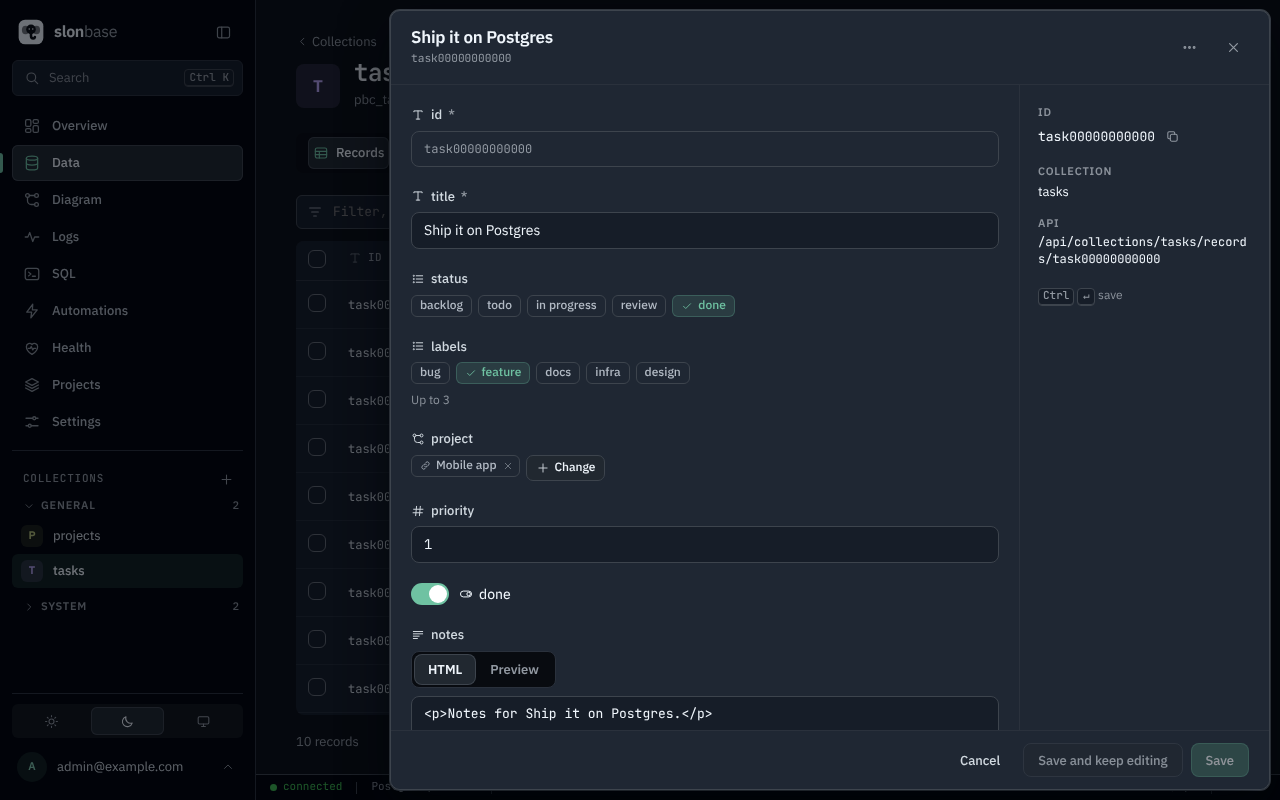 slonbase
Search
Ctrl K
Overview
Data
Diagram
Logs
SQL
Automations
Health
Projects
Settings
COLLECTIONS
GENERAL 2
P projects
T tasks
SYSTEM 2
A admin@example.com
Collections
T
Records
Filter,
ID
10 records
connected
Ship it on Postgres
task00000000000
id *
task00000000000
title *
Ship it on Postgres
status
backlog todo in progress review done
labels
bug feature docs infra design
Up to 3
project
Mobile app Change
priority
1
done
notes
HTML Preview
<p>Notes for Ship it on Postgres.</p>
ID
task00000000000
COLLECTION
tasks
API
/api/collections/tasks/record
s/task00000000000
Ctrl ↵ save
Cancel Save and keep editing Save